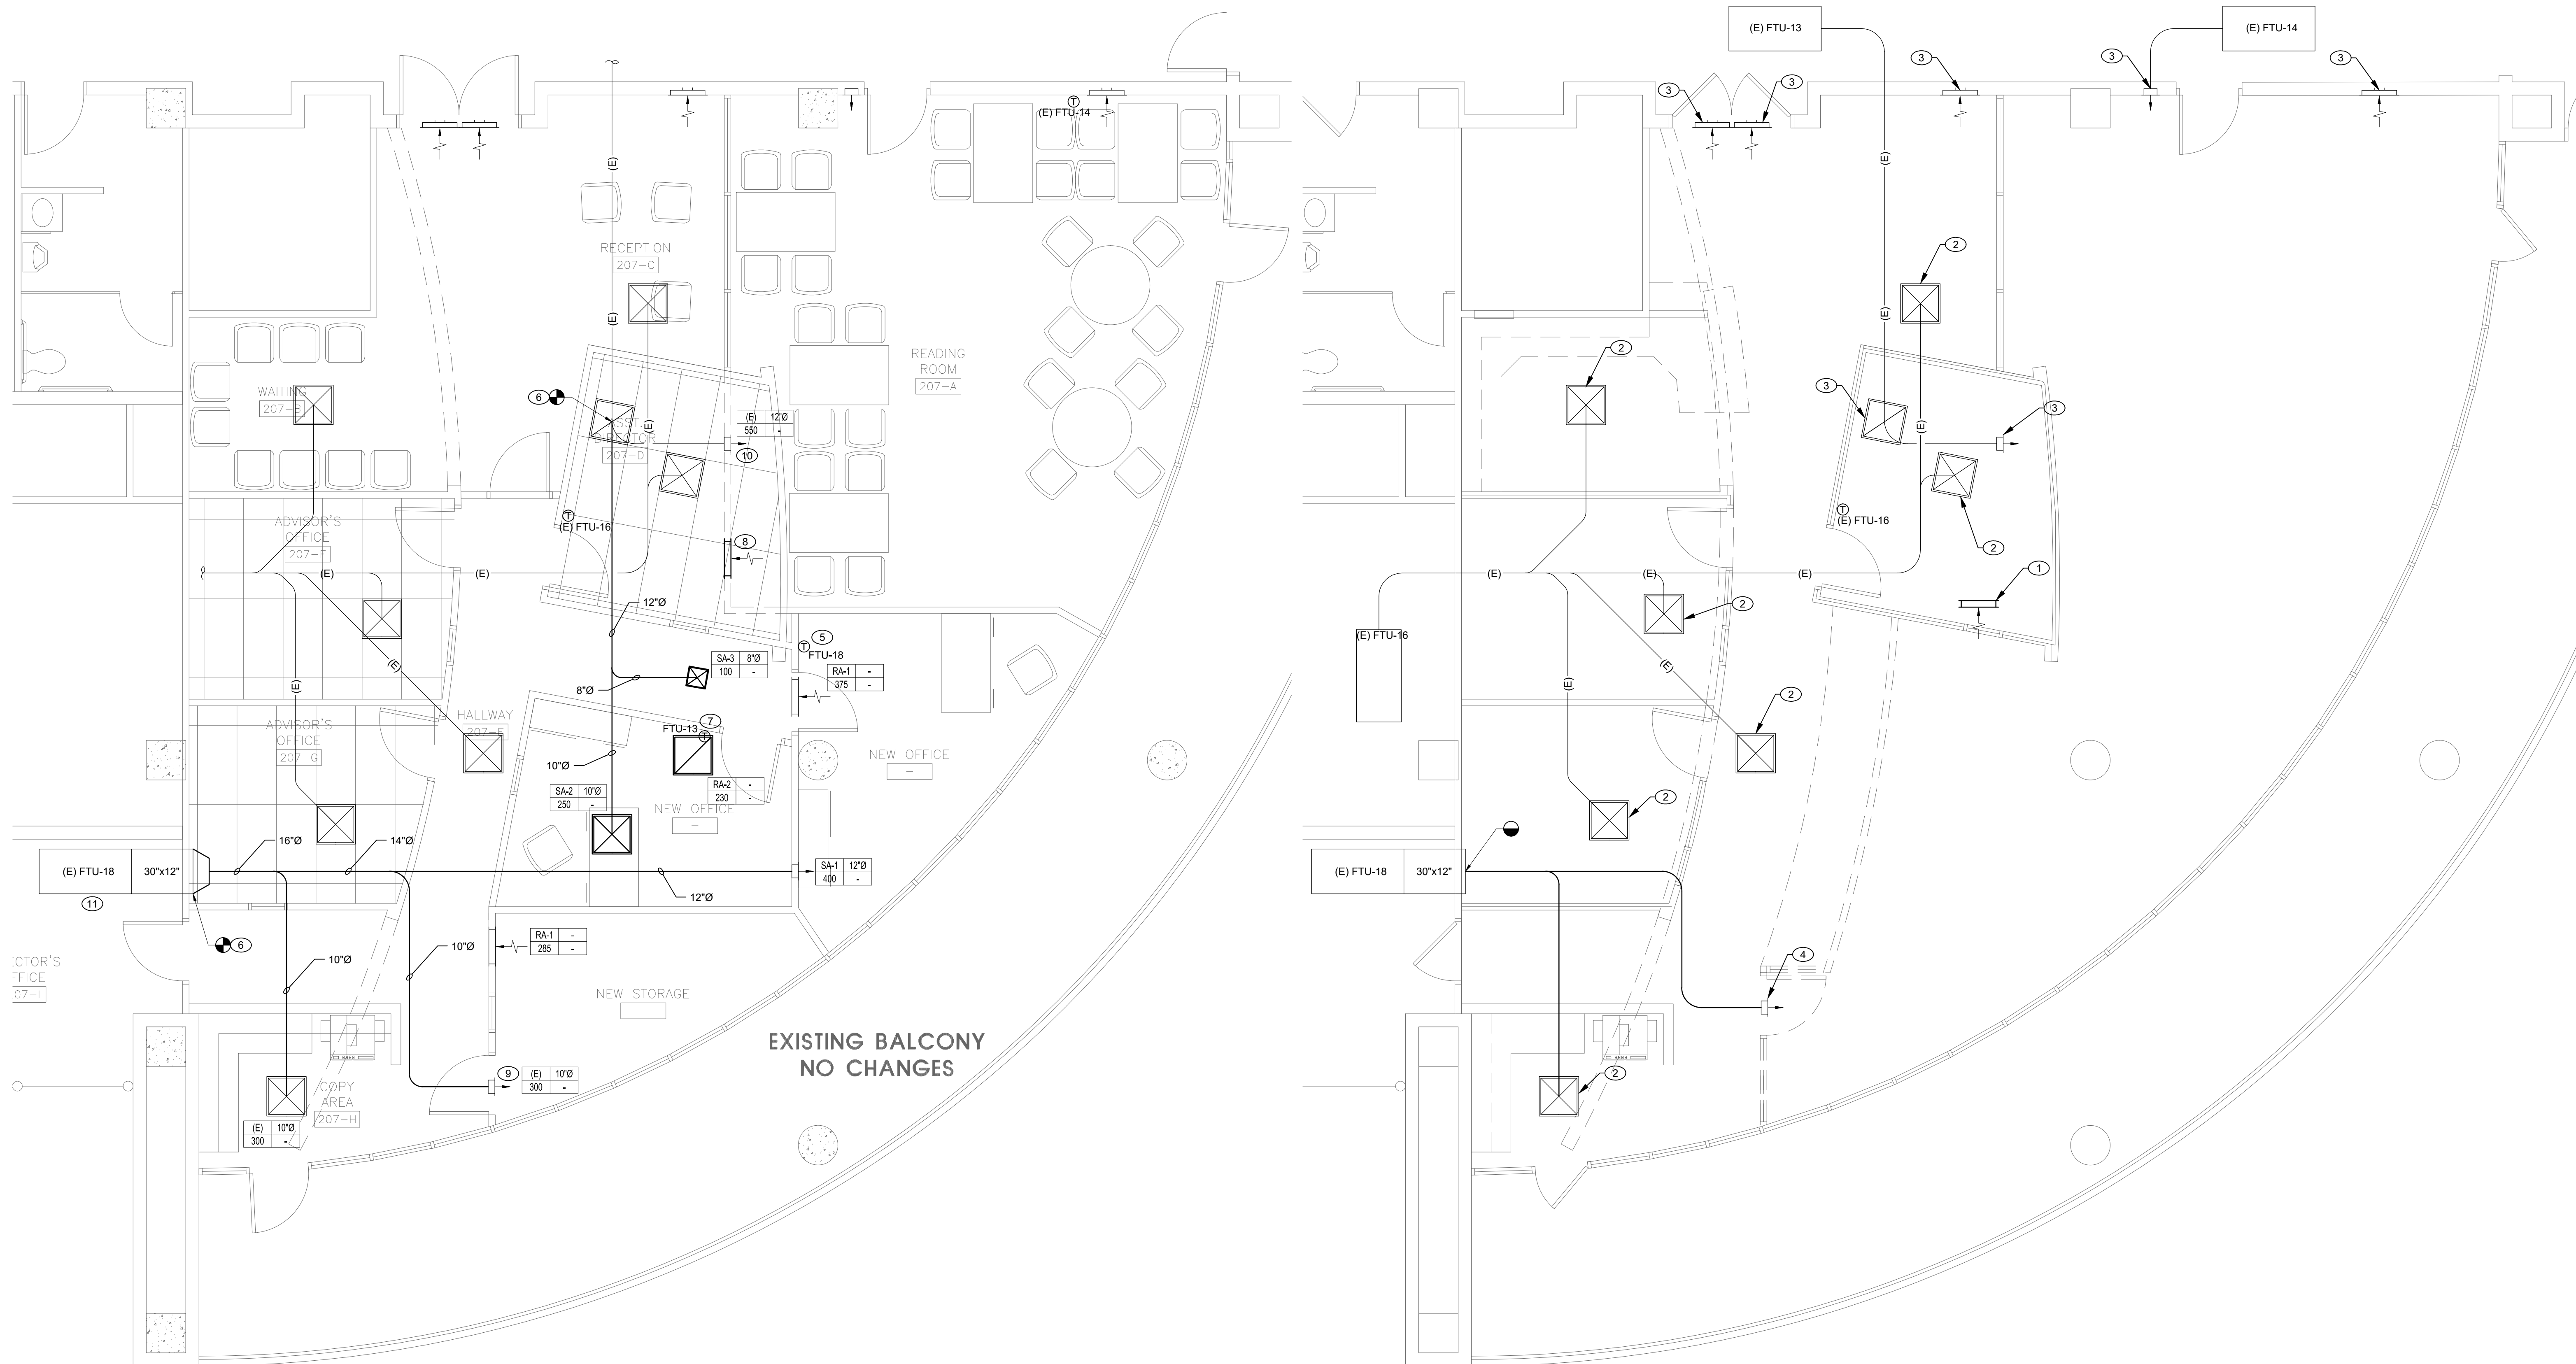 (E) FTU-14
(E)
(E)
RECEPTION
207-C
READING
ROOM
207-A
WAITING
207-B
6
ASST.
DIRECTOR
207-D
(E) 12"Ø
550 -
10
(E)
(E) FTU-16
8
ADVISOR'S
OFFICE
207-F
(E)
(E)
12"Ø
5
FTU-18
SA-3 8"Ø
100 -
RA-1 -
375 -
8"Ø
(E)
(E)
HALLWAY
207-E
7
FTU-13
ADVISOR'S
OFFICE
207-G
10"Ø
NEW OFFICE
-
SA-2 10"Ø
250 -
RA-2 -
230 -
NEW OFFICE
-
16"Ø
14"Ø
(E) FTU-18 30"x12"
11
SA-1 12"Ø
400 -
12"Ø
6
RA-1 -
285 -
10"Ø
10"Ø
CTOR'S
FFICE
07-I
NEW STORAGE
EXISTING BALCONY
NO CHANGES
9
(E) 10"Ø
300 -
COPY
AREA
207-H
(E) 10"Ø
300 -
(E) FTU-13
(E) FTU-14
3
3
3
3
3
(E)
2
(E)
2
3
3
(E)
(E) FTU-16
2
(E)
(E)
(E)
1
2
(E) FTU-16
(E)
(E)
2
2
(E) FTU-18 30"x12"
4
2